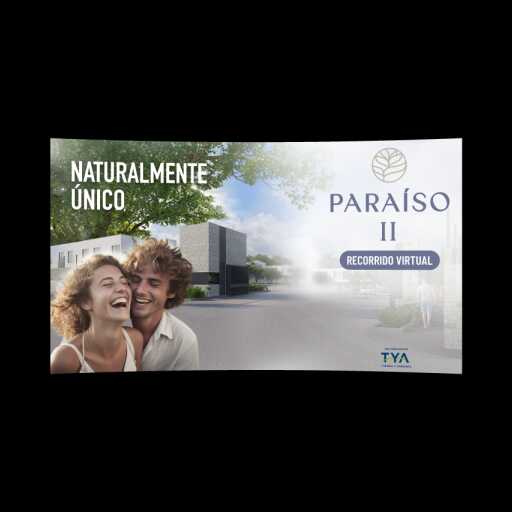 NATURALMENTE
ÚNICO
PARAÍSO
II
RECORRIDO VIRTUAL
TYA